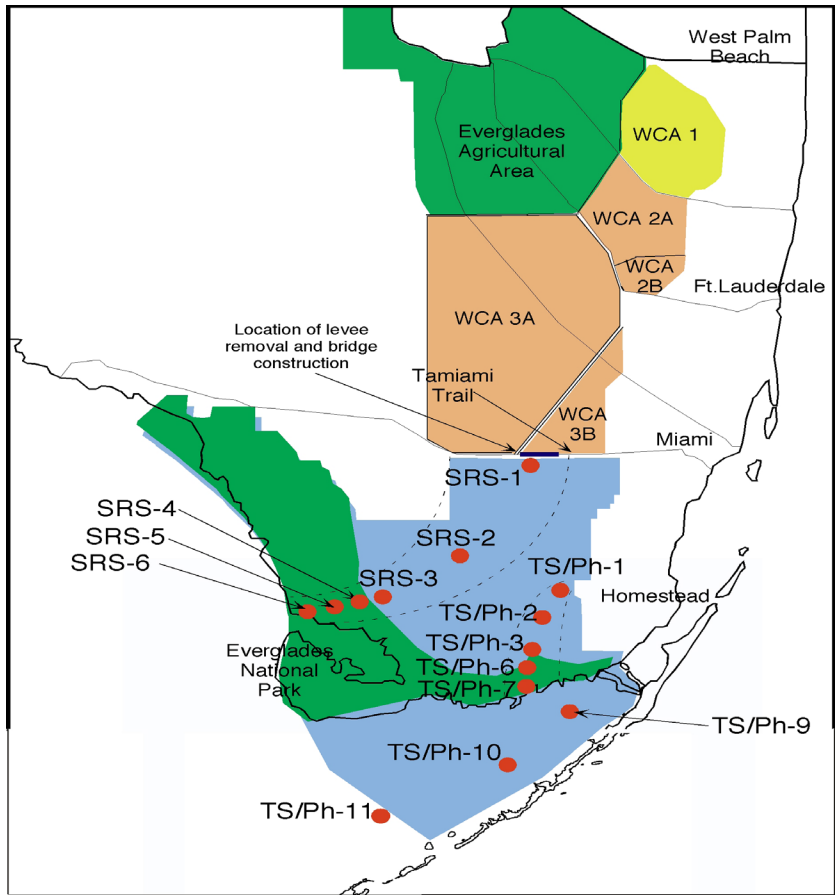 West Palm
Beach
WCA 1
Everglades
Agricultural
Area
WCA 2A
WCA
2B
Ft.Lauderdale
WCA 3A
Location of levee
removal and bridge
construction
Tamiami
Trail
WCA
3B
Miami
SRS-1
SRS-4
SRS-5
SRS-6
SRS-2
SRS-3
TS/Ph-1
Homestead
TS/Ph-2
TS/Ph-3
Everglades
National
Park
TS/Ph-6
TS/Ph-7
TS/Ph-9
TS/Ph-10
TS/Ph-11